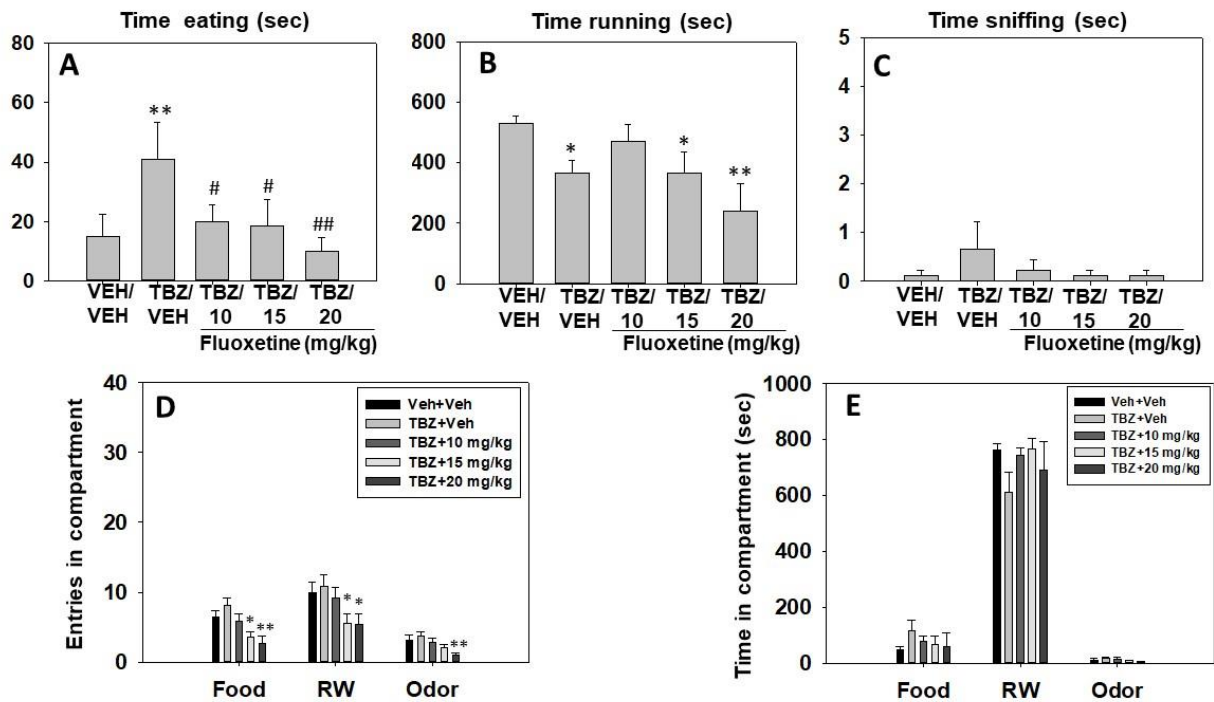 Time eating (sec)
80
60
40
20
0
A
**
#
#
##
VEH/ TBZ/ TBZ/ TBZ/ TBZ/
VEH VEH 10 15 20
Fluoxetine (mg/kg)
Time running (sec)
800
600
400
200
0
B
*
*
**
VEH/ TBZ/ TBZ/ TBZ/ TBZ/
VEH VEH 10 15 20
Fluoxetine (mg/kg)
Time sniffing (sec)
5
4
3
2
1
0
C
VEH/ TBZ/ TBZ/ TBZ/ TBZ/
VEH VEH 10 15 20
Fluoxetine (mg/kg)
Entries in compartment
40
30
20
10
0
D
Veh+Veh
TBZ+Veh
TBZ+10 mg/kg
TBZ+15 mg/kg
TBZ+20 mg/kg
*
**
*
*
**
Food RW Odor
Time in compartment (sec)
1000
800
600
400
200
0
E
Veh+Veh
TBZ+Veh
TBZ+10 mg/kg
TBZ+15 mg/kg
TBZ+20 mg/kg
Food RW Odor